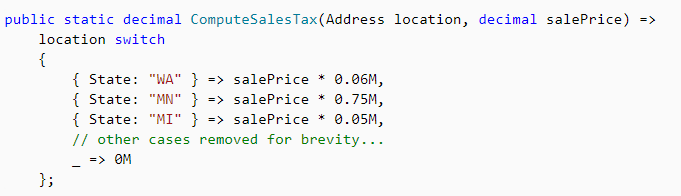 public static decimal ComputeSalesTax(Address location, decimal salePrice) =>
    location switch
    {
        { State: "WA" } => salePrice * 0.06M,
        { State: "MN" } => salePrice * 0.75M,
        { State: "MI" } => salePrice * 0.05M,
        // other cases removed for brevity...
        _ => 0M
    };